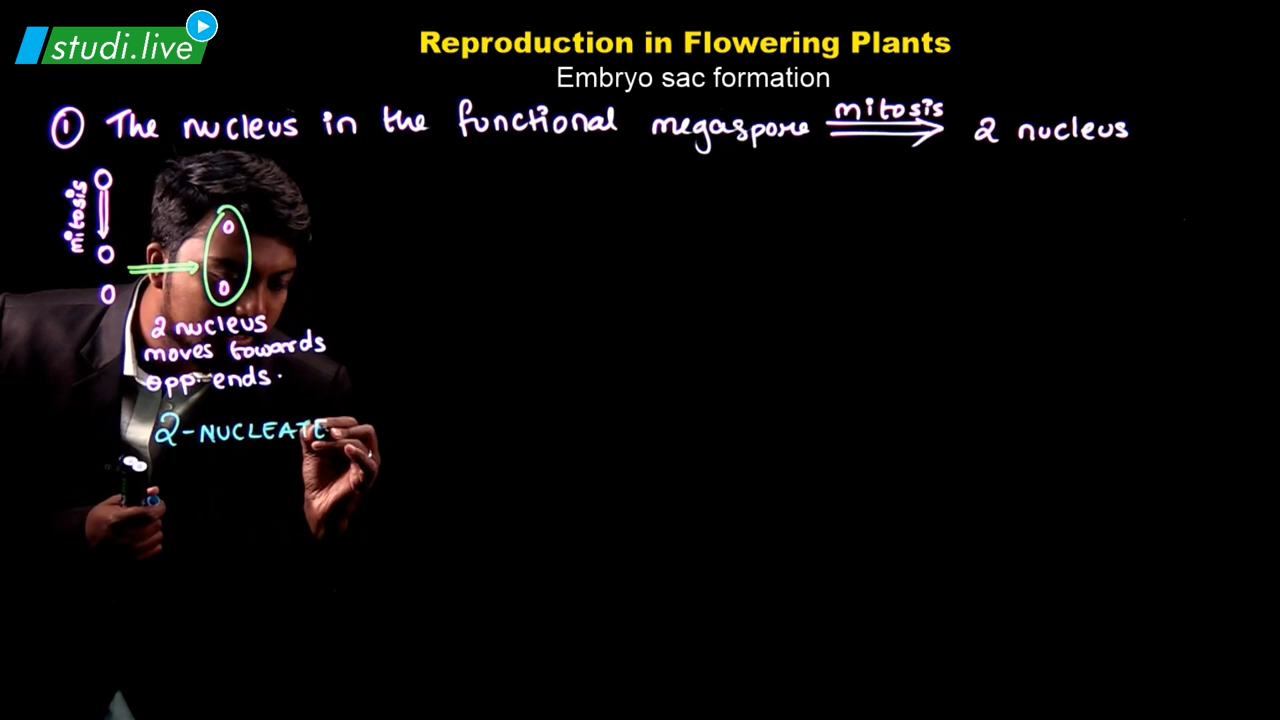 studi.live
Reproduction in Flowering Plants
Embryo sac formation
① The nucleus in the functional megaspore mitosis 2 nucleus
mitosis
2 nucleus
moves towards
opp. ends.
2-NUCLEATE